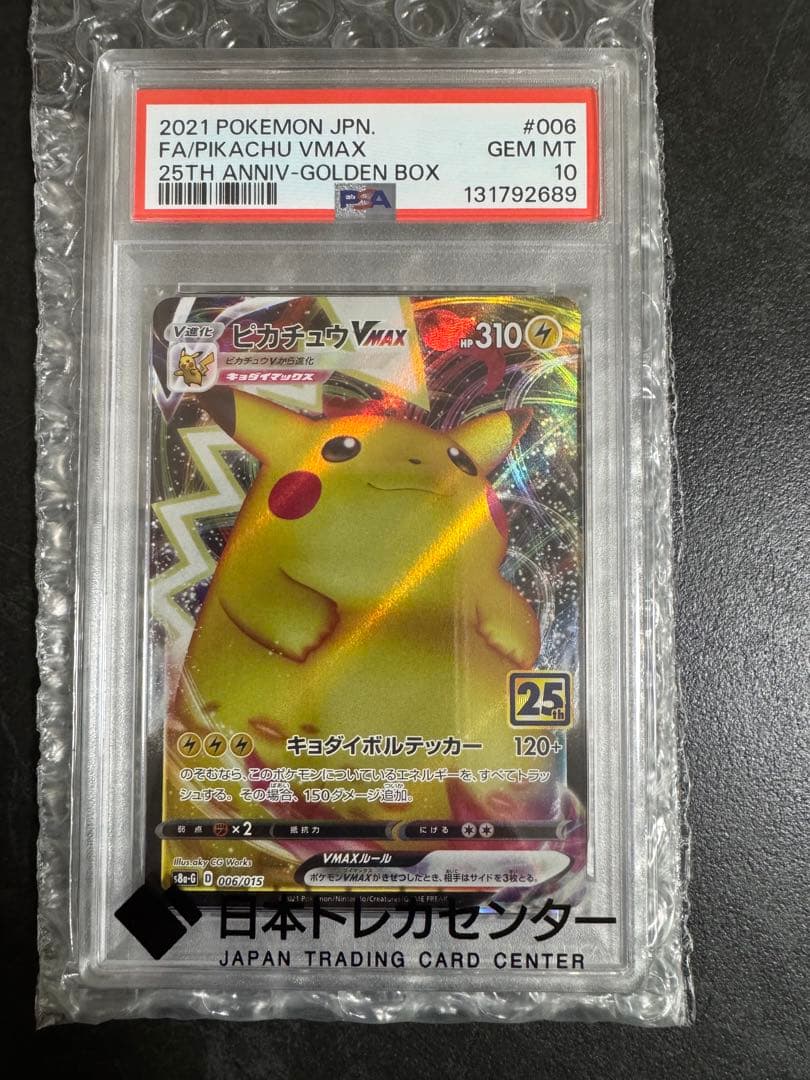 2021 POKEMON JPN. #006
FA/PIKACHU VMAX GEM MT
25TH ANNIV-GOLDEN BOX 10
PSA 131792689
V進化 ピカチュウVMAX HP310
ピカチュウVから進化
キョダイマックス
25th
キョダイボルテッカー 120+
のぞむなら、このポケモンについているエネルギーを、すべてトラッ
シュする。その場合、150ダメージ追加。
弱点 ×2 抵抗力 にげる
VMAXルール
Illus.aky CG Works
ポケモンVMAXがきぜつしたとき、相手はサイドを3枚とる。
s8a-G D 006/015
©2021 Pokémon/Nintendo/Creatures/GAME FREAK
日本トレカセンター
JAPAN TRADING CARD CENTER